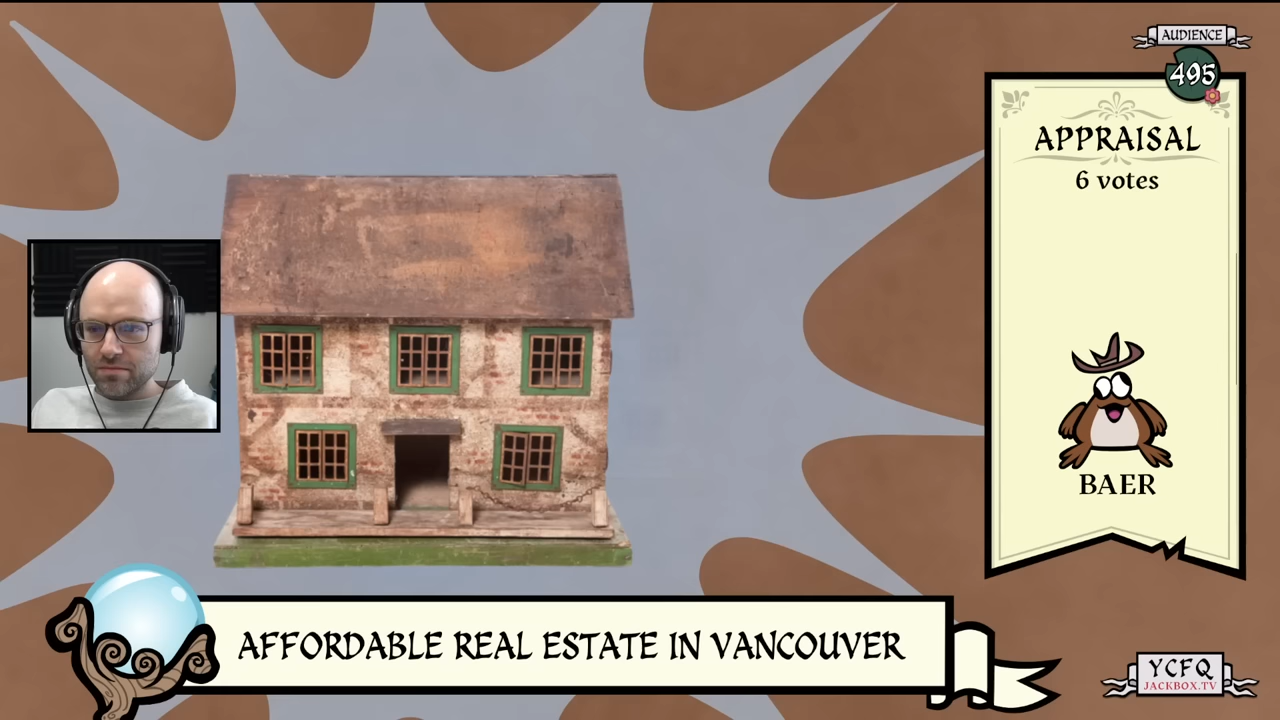 AUDIENCE
495
APPRAISAL
6 votes
BAER
AFFORDABLE REAL ESTATE IN VANCOUVER
YCFQ
JACKBOX.TV